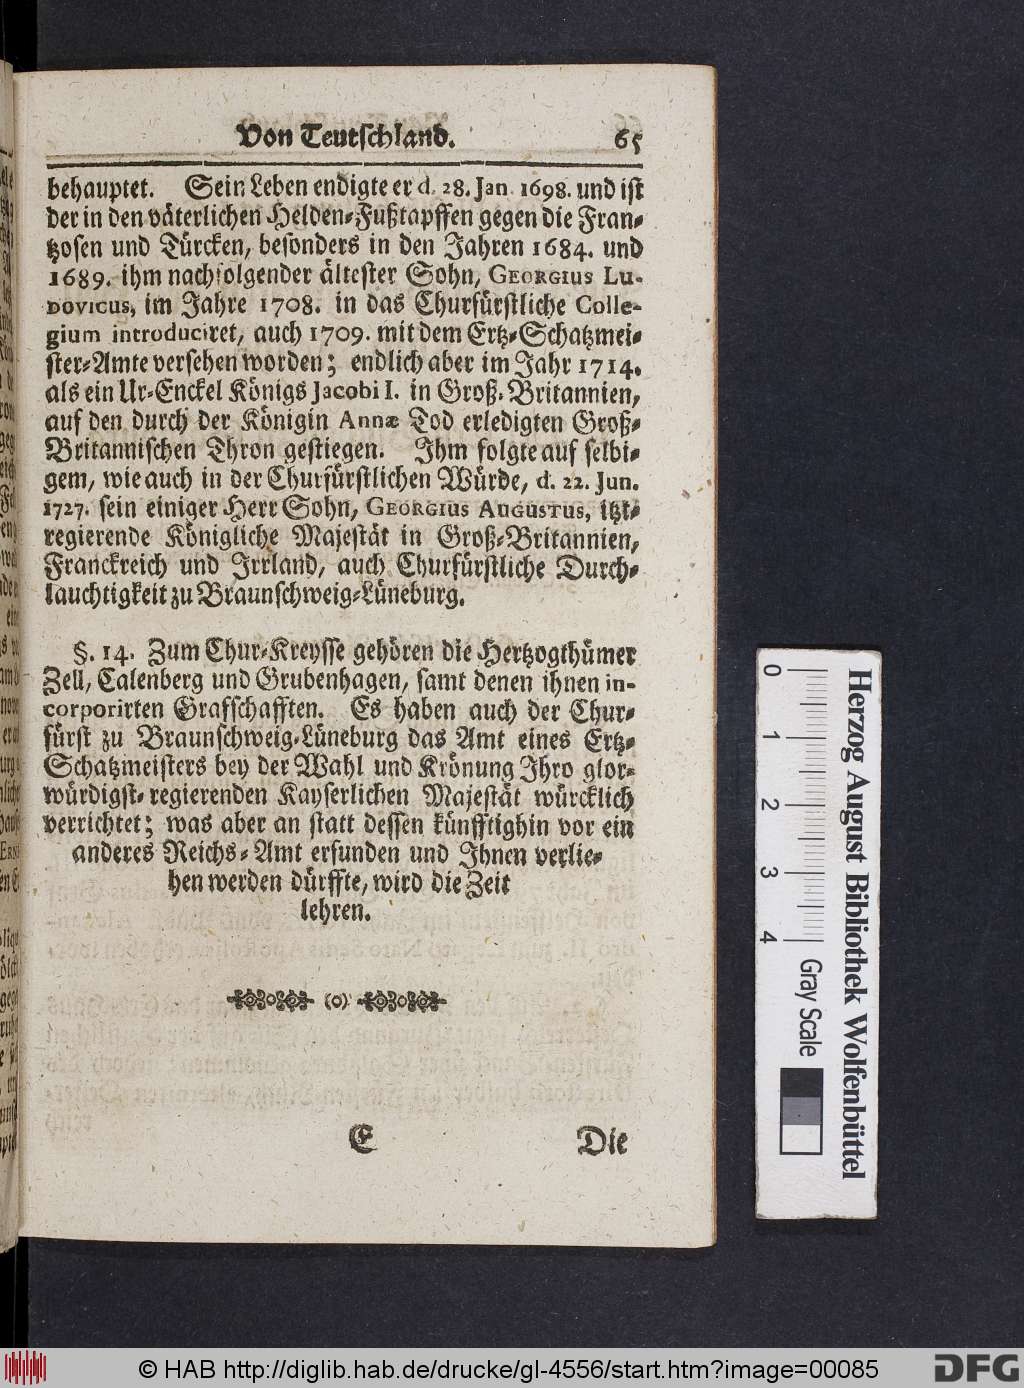 Von Teutschland. 65
behauptet. Sein Leben endigte er d. 28. Jan. 1698. und ist
der in den väterlichen Helden-Fußtapffen gegen die Fran-
tzosen und Türcken, besonders in den Jahren 1684. und
1689. ihm nachfolgender ältester Sohn, GEORGIUS LU-
DOVICUS, im Jahre 1708. in das Churfürstliche Colle-
gium introduciret, auch 1709. mit dem Ertz-Schatzmei-
ster-Amte versehen worden; endlich aber im Jahr 1714.
als ein Ur-Enckel Königs Jacobi I. in Groß-Britannien,
auf den durch der Königin Annæ Tod erledigten Groß-
Britannischen Thron gestiegen. Ihm folgte auf selbi-
gem, wie auch in der Churfürstlichen Würde, d. 22. Jun.
1727. sein einiger Herr Sohn, GEORGIUS AUGUSTUS, itzt-
regierende Königliche Majestät in Groß-Britannien,
Franckreich und Irrland, auch Churfürstliche Durch-
lauchtigkeit zu Braunschweig-Lüneburg.
§. 14. Zum Chur-Kreysse gehören die Hertzogthümer
Zell, Calenberg und Grubenhagen, samt denen ihnen in-
corporirten Grafschafften. Es haben auch der Chur-
fürst zu Braunschweig-Lüneburg das Amt eines Ertz-
Schatzmeisters bey der Wahl und Krönung Ihro glor-
würdigst-regierenden Kayserlichen Majestät würcklich
verrichtet; was aber an statt dessen künfftighin vor ein
anderes Reichs-Amt erfunden und Ihnen verlie-
hen werden dürffte, wird die Zeit
lehren.
(o)
E Die
0 1 2 3 4 Gray Scale
Herzog August Bibliothek Wolfenbüttel
© HAB http://diglib.hab.de/drucke/gl-4556/start.htm?image=00085
DFG